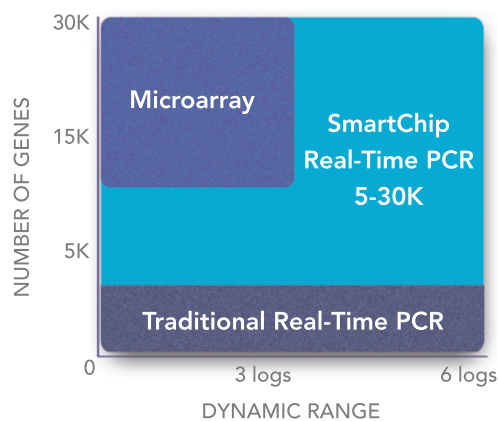 30K
Microarray
SmartChip
Real-Time PCR
5-30K
15K
NUMBER OF GENES
5K
Traditional Real-Time PCR
0
3 logs
6 logs
DYNAMIC RANGE